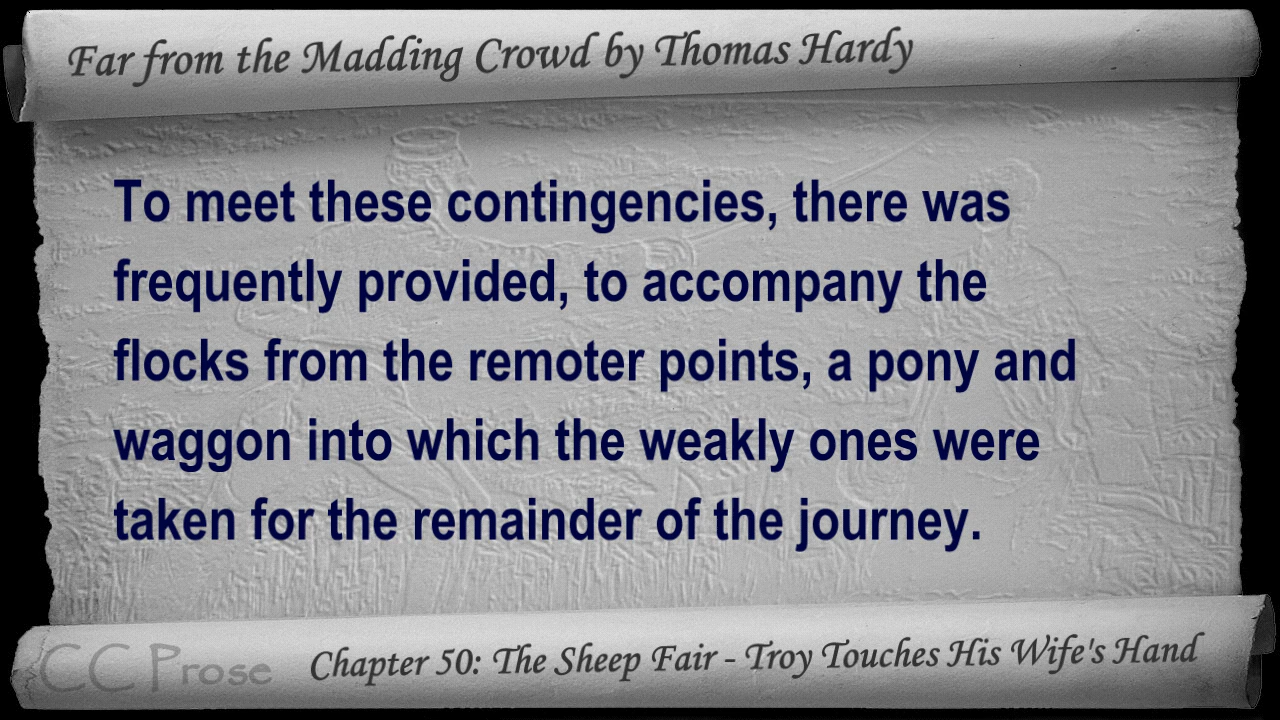 Far from the Madding Crowd by Thomas Hardy
To meet these contingencies, there was
frequently provided, to accompany the
flocks from the remoter points, a pony and
waggon into which the weakly ones were
taken for the remainder of the journey.
CC Prose
Chapter 50: The Sheep Fair - Troy Touches His Wife's Hand